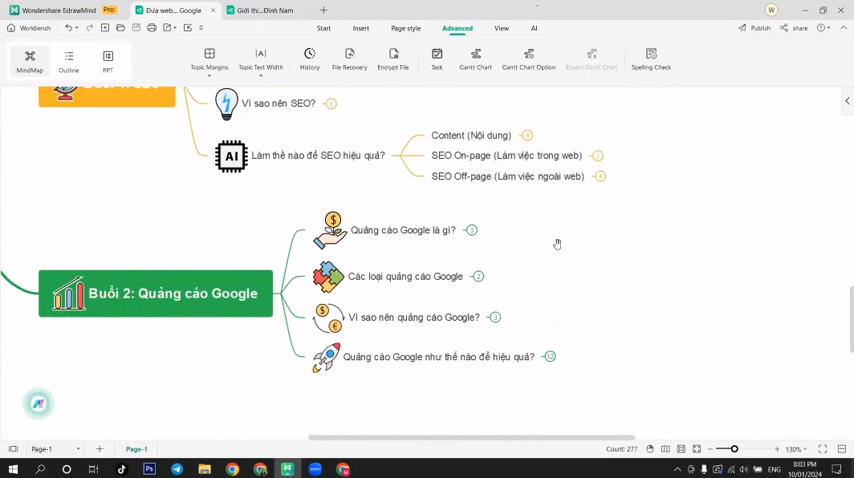 Wondershare EdrawMind Pro
Đưa web... Google
Giới thi...Đình Nam
W
Workbench
Start Insert Page style Advanced View AI
Publish share
MindMap Outline PPT
Topic Margins Topic Text Width History File Recovery Encrypt File Task Gantt Chart Gantt Chart Option Export Gantt Chart Spelling Check
Vì sao nên SEO? 6
AI Làm thế nào để SEO hiệu quả?
Content (Nội dung) 4
SEO On-page (Làm việc trong web) 2
SEO Off-page (Làm việc ngoài web) 4
Buổi 2: Quảng cáo Google
Quảng cáo Google là gì? 3
Các loại quảng cáo Google 2
Vì sao nên quảng cáo Google? 3
Quảng cáo Google như thế nào để hiệu quả? 12
Page-1 Page-1 Count: 277 130%
ENG 8:03 PM
10/01/2024